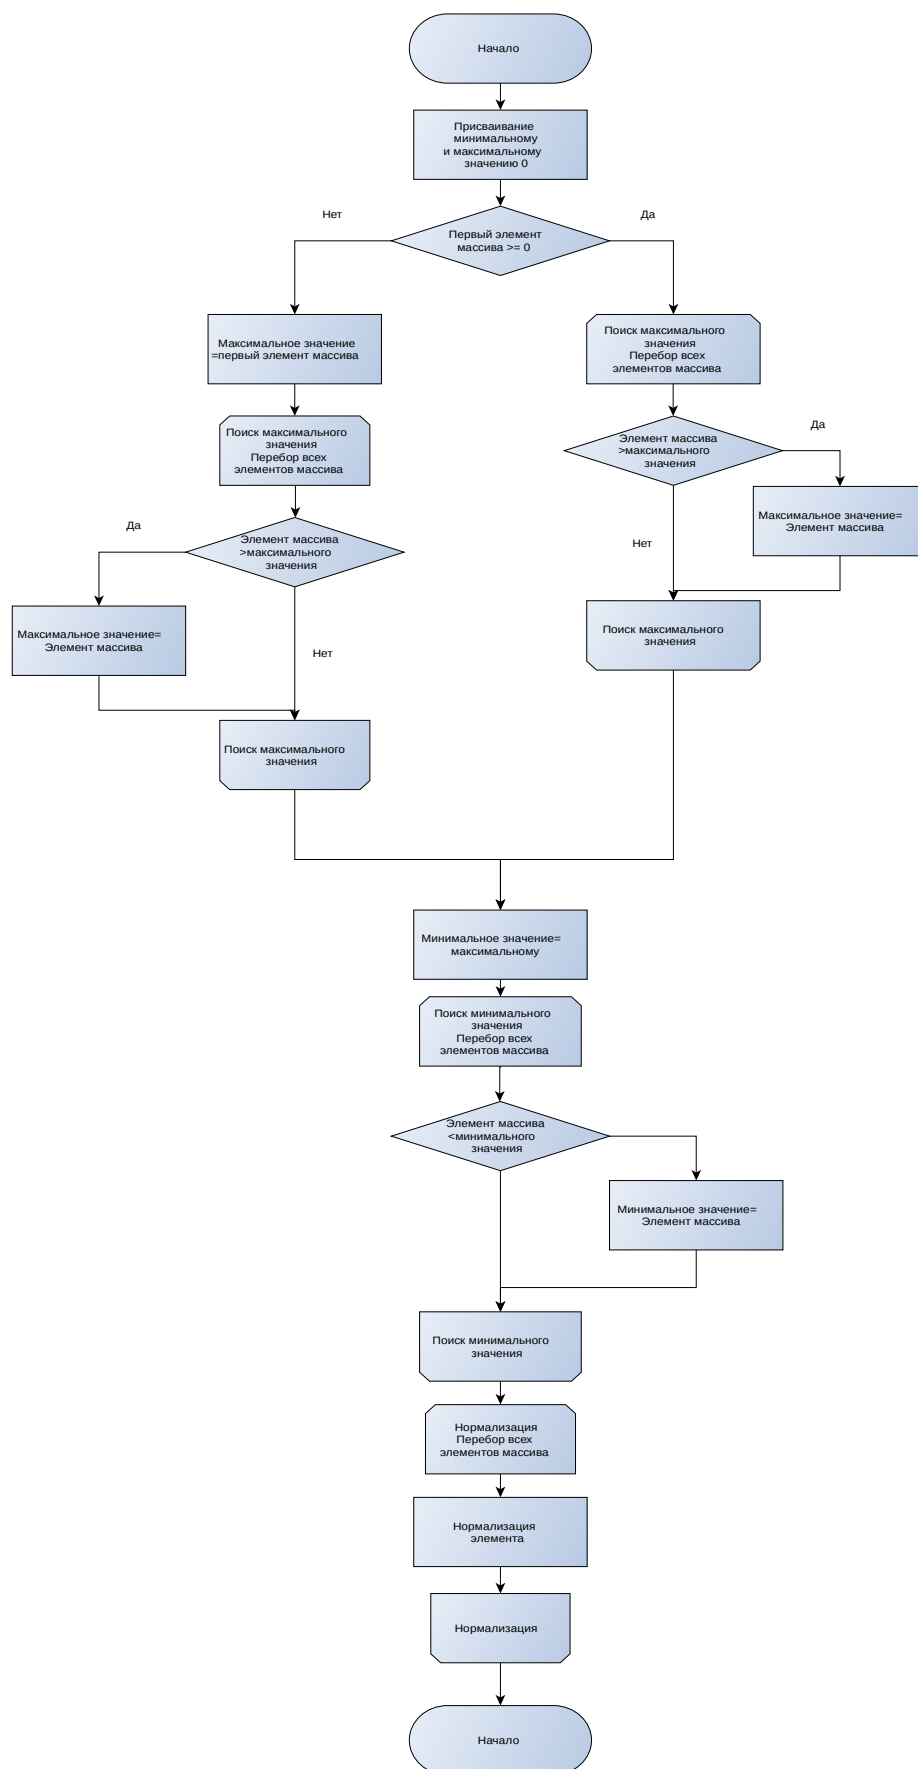 Начало
Присваивание
минимальному
и максимальному
значению 0
Нет
Да
Первый элемент
массива >= 0
Максимальное значение
=первый элемент массива
Поиск максимального
значения
Перебор всех
элементов массива
Поиск максимального
значения
Перебор всех
элементов массива
Элемент массива
>максимального
значения
Да
Максимальное значение=
Элемент массива
Нет
Да
Элемент массива
>максимального
значения
Максимальное значение=
Элемент массива
Нет
Поиск максимального
значения
Поиск максимального
значения
Минимальное значение=
максимальному
Поиск минимального
значения
Перебор всех
элементов массива
Элемент массива
<минимального
значения
Минимальное значение=
Элемент массива
Поиск минимального
значения
Нормализация
Перебор всех
элементов массива
Нормализация
элемента
Нормализация
Начало